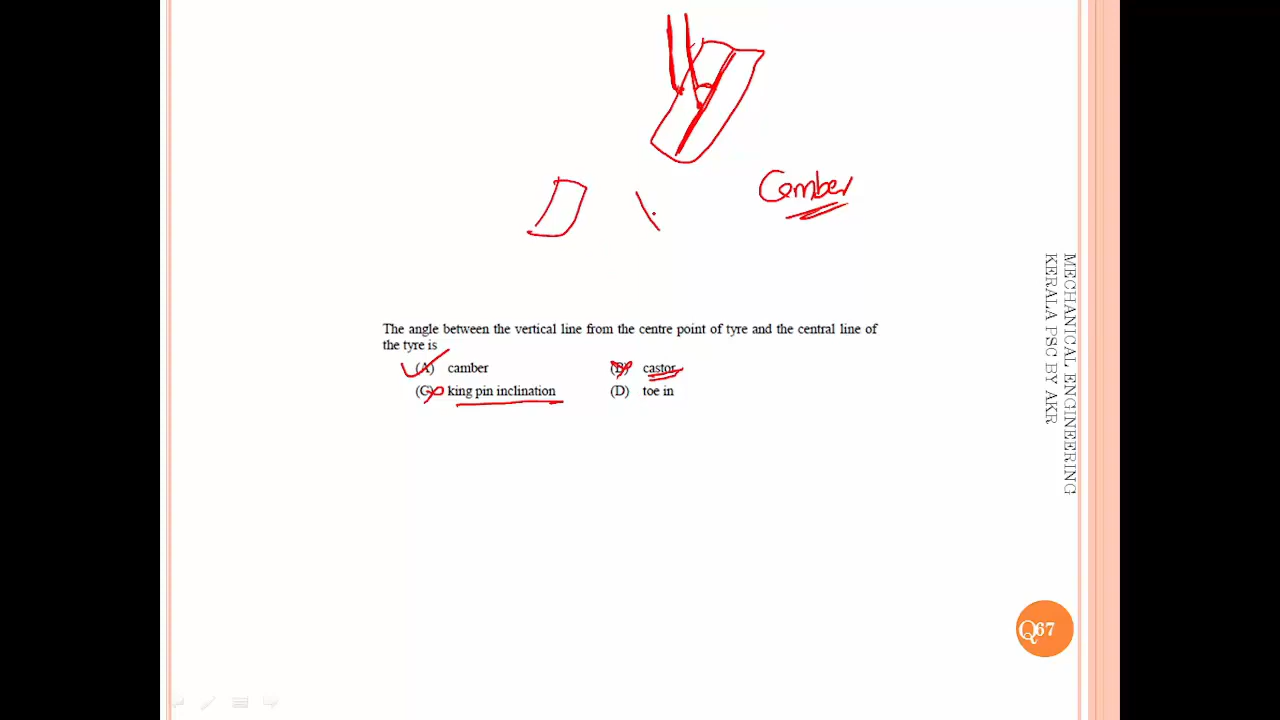 Camber
The angle between the vertical line from the centre point of tyre and the central line of
the tyre is
(A) camber (B) castor
(C) king pin inclination (D) toe in
MECHANICAL ENGINEERING
KERALA PSC BY AKR
Q67